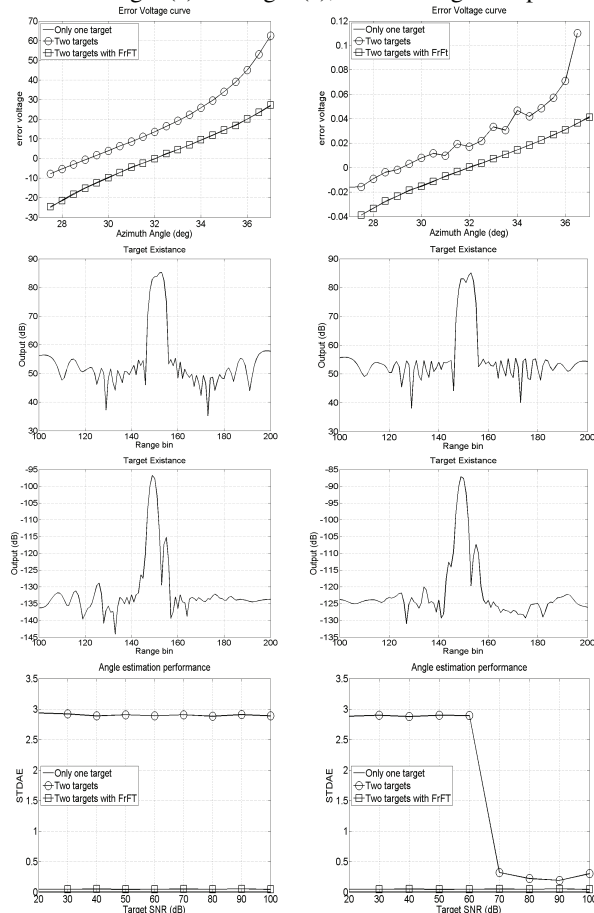 Error Voltage curve
70
60
50
40
30
20
10
0
-10
-20
-30
error voltage
Only one target
Two targets
Two targets with FrFT
28 30 32 34 36
Azimuth Angle (deg)
Error Voltage curve
0.12
0.1
0.08
0.06
0.04
0.02
0
-0.02
-0.04
error voltage
Only one target
Two targets
Two targets with FrFt
28 30 32 34 36
Azimuth Angle (deg)
Target Existance
90
80
70
60
50
40
30
Output (dB)
100 120 140 160 180 200
Range bin
Target Existance
90
80
70
60
50
40
30
Output (dB)
100 120 140 160 180 200
Range bin
Target Existance
-95
-100
-105
-110
-115
-120
-125
-130
-135
-140
-145
Output (dB)
100 120 140 160 180 200
Range bin
Target Existance
-85
-90
-95
-100
-105
-110
-115
-120
-125
-130
-135
Output (dB)
100 120 140 160 180 200
Range bin
Angle estimation performance
3.5
3
2.5
2
1.5
1
0.5
0
STDAE
Only one target
Two targets
Two targets with FrFT
20 30 40 50 60 70 80 90 100
Target SNR (dB)
Angle estimation performance
3.5
3
2.5
2
1.5
1
0.5
0
STDAE
Only one target
Two targets
Two targets with FrFT
20 30 40 50 60 70 80 90 100
Target SNR (dB)